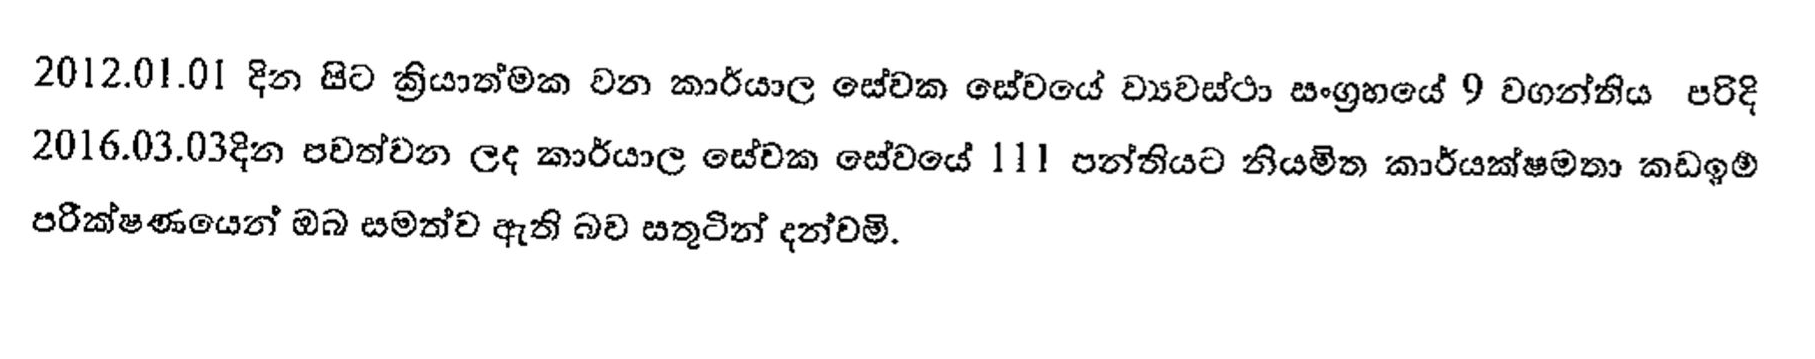 2012.01.01 දින සිට ක්‍රියාත්මක වන කාර්යාල සේවක සේවයේ ව්‍යවස්ථා සංග්‍රහයේ 9 වගන්තිය පරිදි
2016.03.03දින පවත්වන ලද කාර්යාල සේවක සේවයේ 111 පන්තියට නියමිත කාර්යක්ෂමතා කඩඉම්
පරීක්ෂණයෙන් ඔබ සමත්ව ඇති බව සතුටින් දන්වමි.